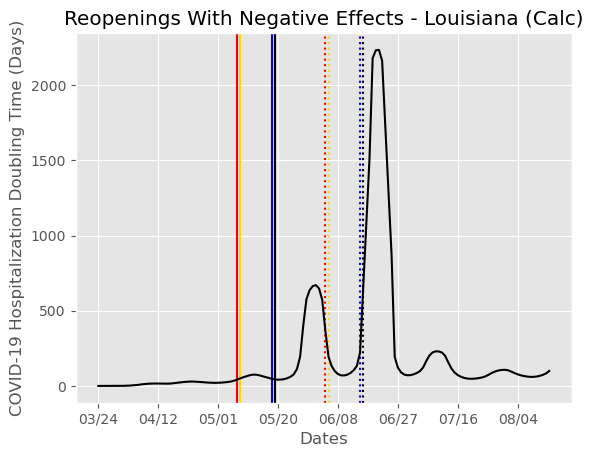 Reopenings With Negative Effects - Louisiana (Calc)
COVID-19 Hospitalization Doubling Time (Days)
2000
1500
1000
500
0
03/24 04/12 05/01 05/20 06/08 06/27 07/16 08/04
Dates